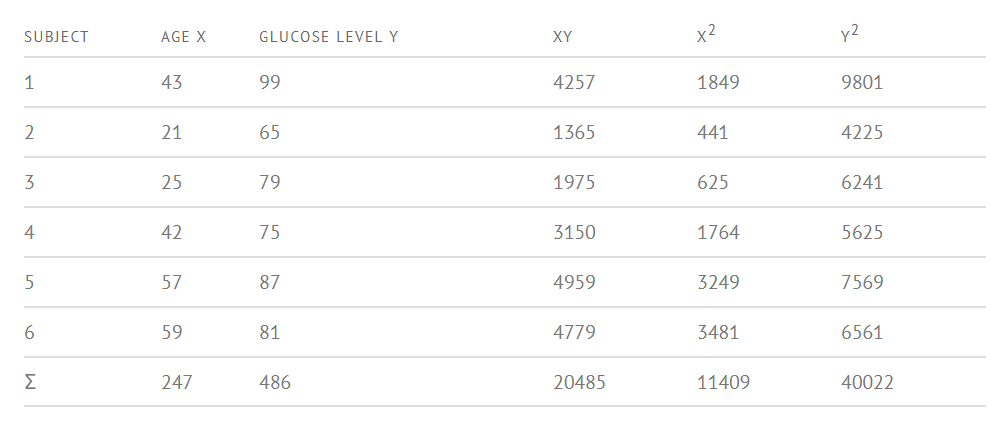 SUBJECT AGE X GLUCOSE LEVEL Y XY X² Y²
1 43 99 4257 1849 9801
2 21 65 1365 441 4225
3 25 79 1975 625 6241
4 42 75 3150 1764 5625
5 57 87 4959 3249 7569
6 59 81 4779 3481 6561
Σ 247 486 20485 11409 40022